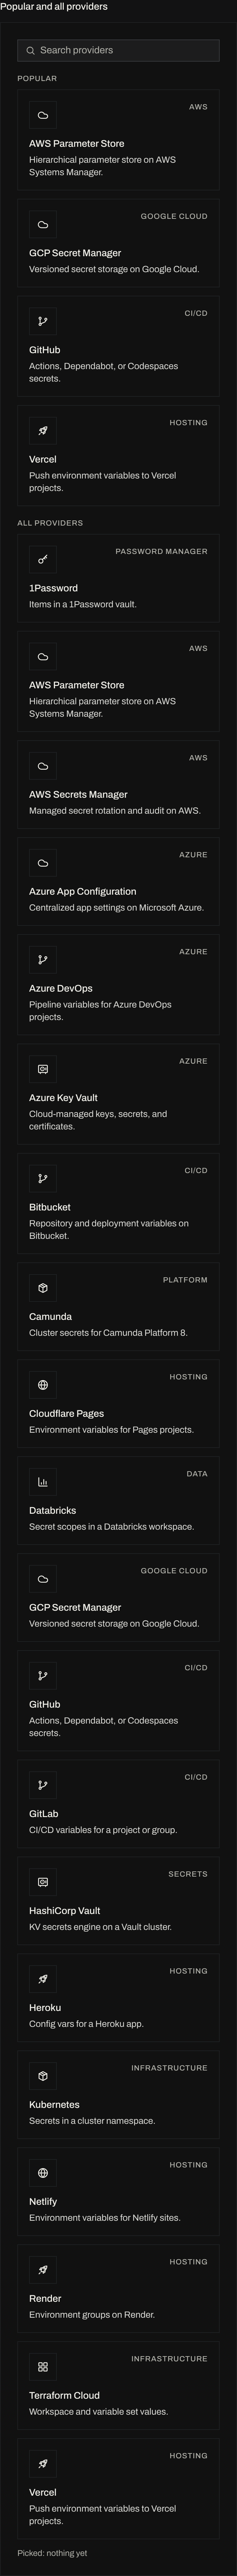 Popular and all providers
Search providers
POPULAR
AWS
AWS Parameter Store
Hierarchical parameter store on AWS
Systems Manager.
GOOGLE CLOUD
GCP Secret Manager
Versioned secret storage on Google Cloud.
CI/CD
GitHub
Actions, Dependabot, or Codespaces
secrets.
HOSTING
Vercel
Push environment variables to Vercel
projects.
ALL PROVIDERS
PASSWORD MANAGER
1Password
Items in a 1Password vault.
AWS
AWS Parameter Store
Hierarchical parameter store on AWS
Systems Manager.
AWS
AWS Secrets Manager
Managed secret rotation and audit on AWS.
AZURE
Azure App Configuration
Centralized app settings on Microsoft Azure.
AZURE
Azure DevOps
Pipeline variables for Azure DevOps
projects.
AZURE
Azure Key Vault
Cloud-managed keys, secrets, and
certificates.
CI/CD
Bitbucket
Repository and deployment variables on
Bitbucket.
PLATFORM
Camunda
Cluster secrets for Camunda Platform 8.
HOSTING
Cloudflare Pages
Environment variables for Pages projects.
DATA
Databricks
Secret scopes in a Databricks workspace.
GOOGLE CLOUD
GCP Secret Manager
Versioned secret storage on Google Cloud.
CI/CD
GitHub
Actions, Dependabot, or Codespaces
secrets.
CI/CD
GitLab
CI/CD variables for a project or group.
SECRETS
HashiCorp Vault
KV secrets engine on a Vault cluster.
HOSTING
Heroku
Config vars for a Heroku app.
INFRASTRUCTURE
Kubernetes
Secrets in a cluster namespace.
HOSTING
Netlify
Environment variables for Netlify sites.
HOSTING
Render
Environment groups on Render.
INFRASTRUCTURE
Terraform Cloud
Workspace and variable set values.
HOSTING
Vercel
Push environment variables to Vercel
projects.
Picked: nothing yet